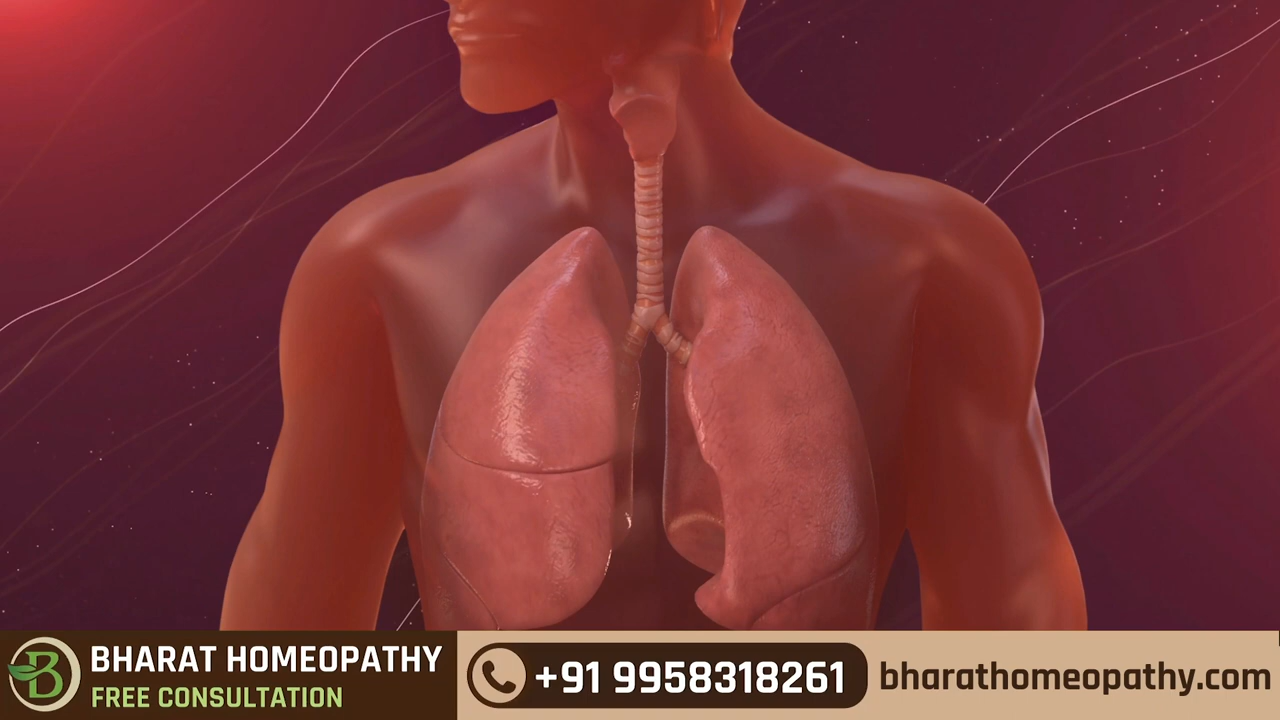 B
BHARAT HOMEOPATHY
FREE CONSULTATION
+91 9958318261
bharathomeopathy.com